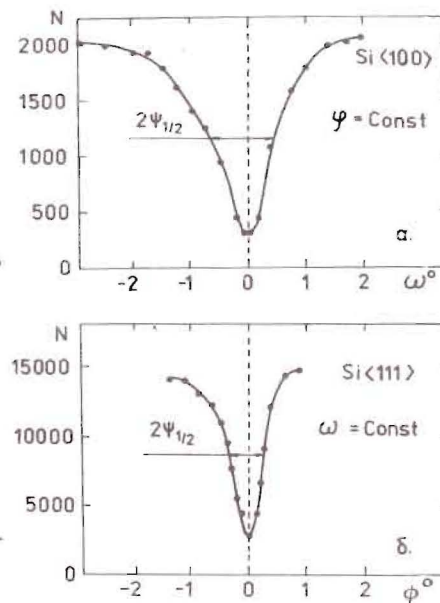 N
2000
1500
1000
500
0
Si⟨100⟩
2Ψ1/2
φ = Const
a.
-2 -1 0 1 2 ω°
N
15000
10000
5000
0
Si⟨111⟩
2Ψ1/2
ω = Const
δ.
-2 -1 0 1 2 ϕ°